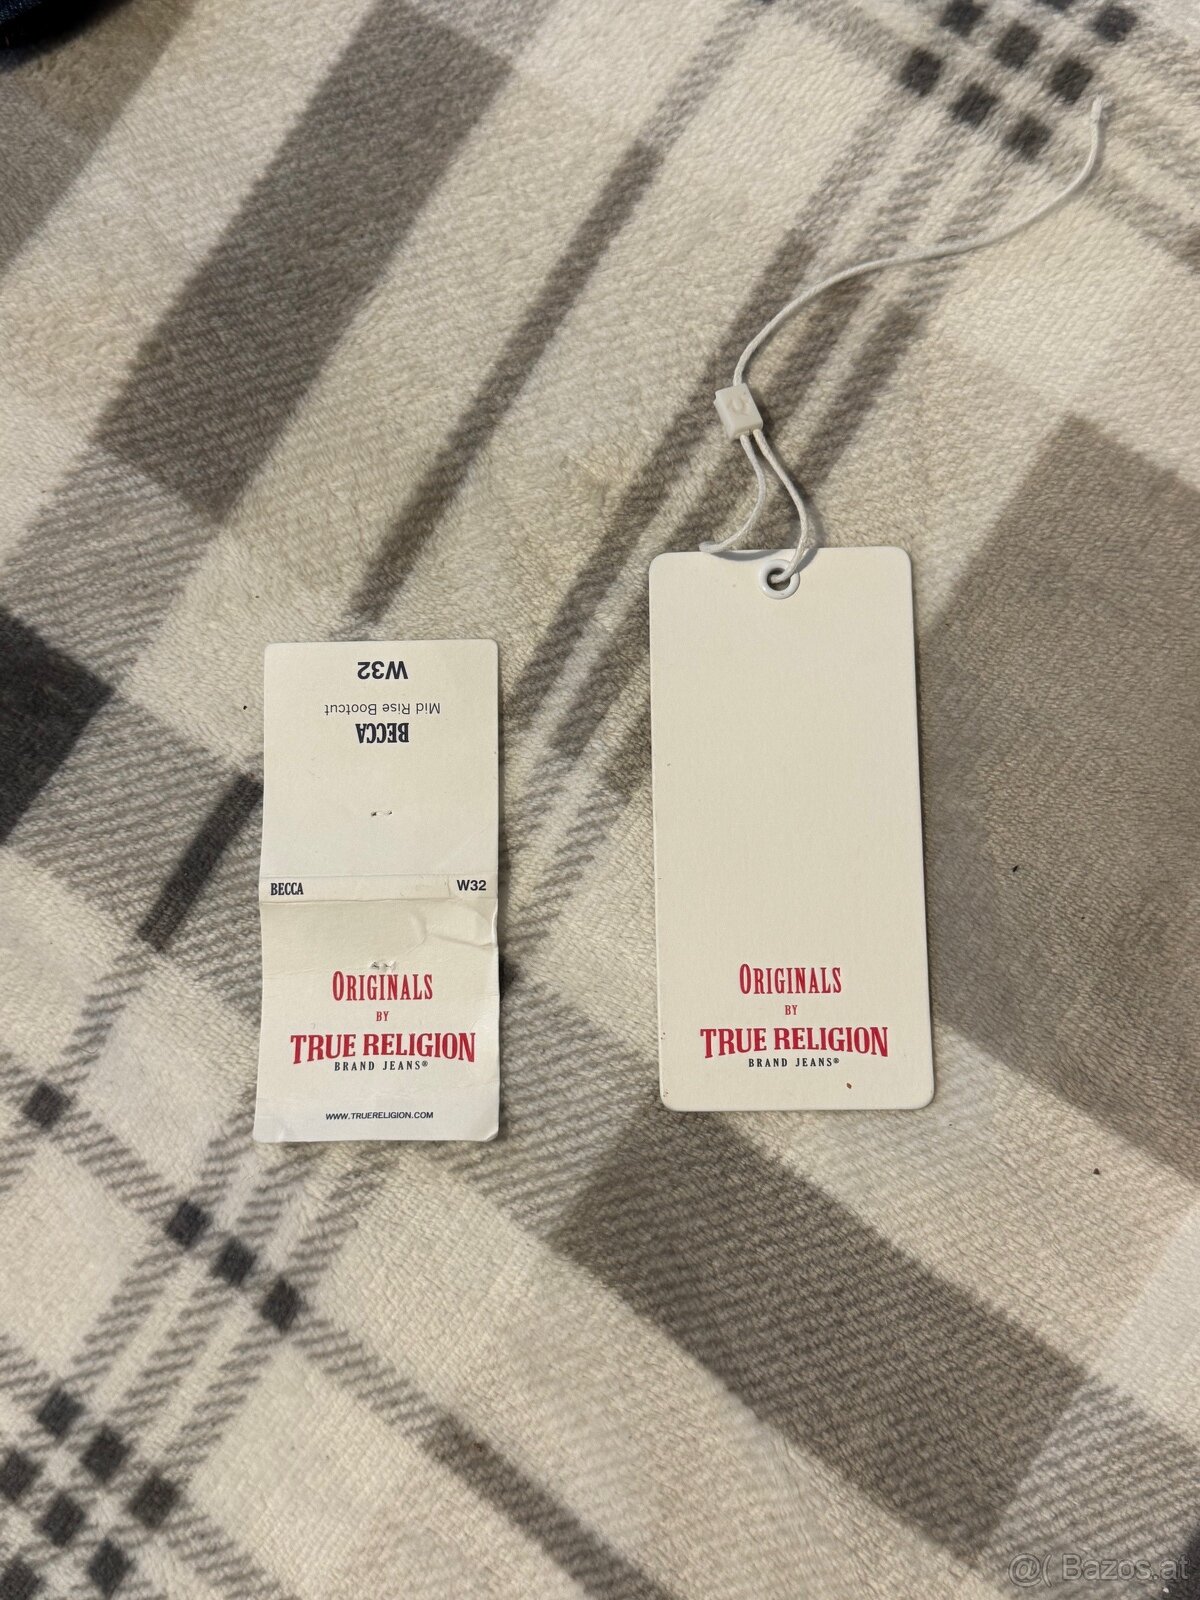 W32
Mid Rise Bootcut
BECCA
BECCA W32
ORIGINALS
BY
TRUE RELIGION
BRAND JEANS®
WWW.TRUERELIGION.COM
ORIGINALS
BY
TRUE RELIGION
BRAND JEANS®
@( Bazos.at